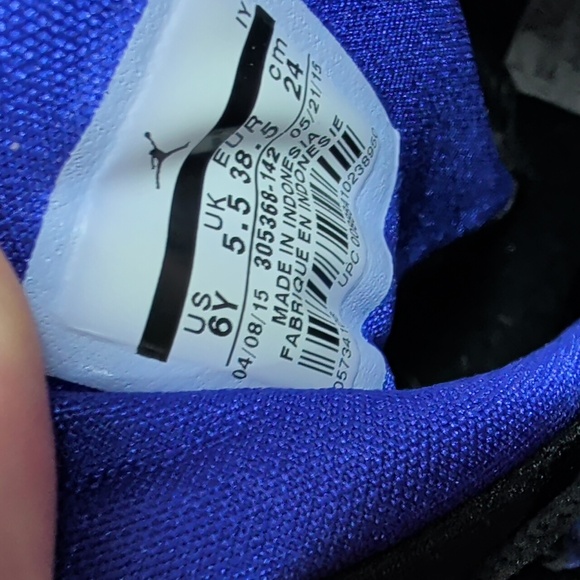 IY
US UK EUR cm
6Y 5.5 38.5 24
04/08/15 305368-142 05/21/15
MADE IN INDONESIA
FABRIQUE EN INDONESIE